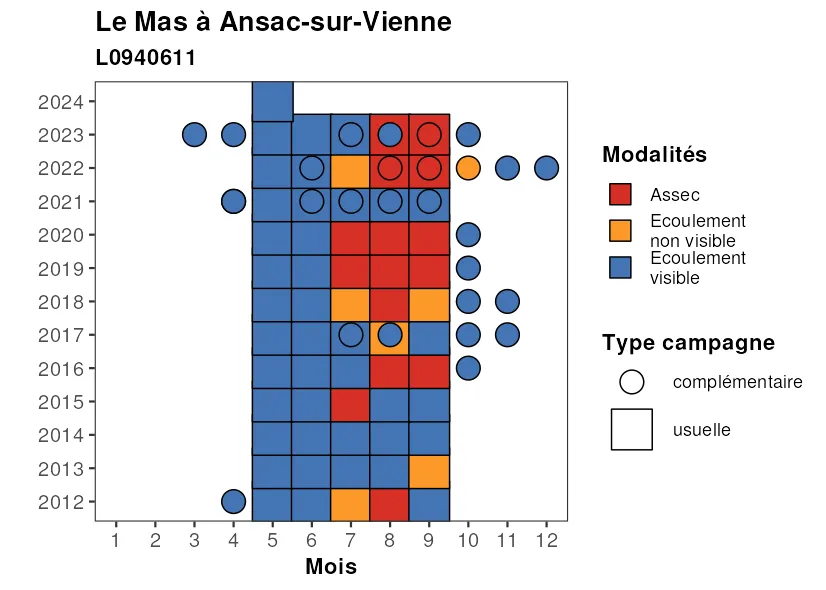 Le Mas à Ansac-sur-Vienne
L0940611
2024
2023
2022
2021
2020
2019
2018
2017
2016
2015
2014
2013
2012
1 2 3 4 5 6 7 8 9 10 11 12
Mois
Modalités
Assec
Ecoulement
non visible
Ecoulement
visible
Type campagne
complémentaire
usuelle